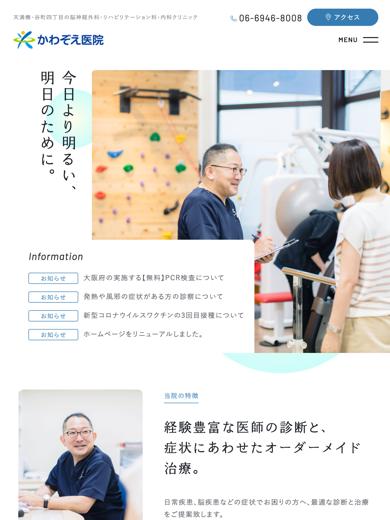 天満橋・谷町四丁目の脳神経外科・リハビリテーション科・内科クリニック
06-6946-8008
アクセス
かわぞえ医院
MENU
今日より明るい、
明日のために。
Information
お知らせ 大阪府の実施する【無料】PCR検査について
お知らせ 発熱や風邪の症状がある方の診察について
お知らせ 新型コロナウイルスワクチンの3回目接種について
お知らせ ホームページをリニューアルしました。
当院の特徴
経験豊富な医師の診断と、
症状にあわせたオーダーメイド
治療。
日常疾患、脳疾患などの症状でお困りの方へ、最適な診断と治療
をご提案致します。